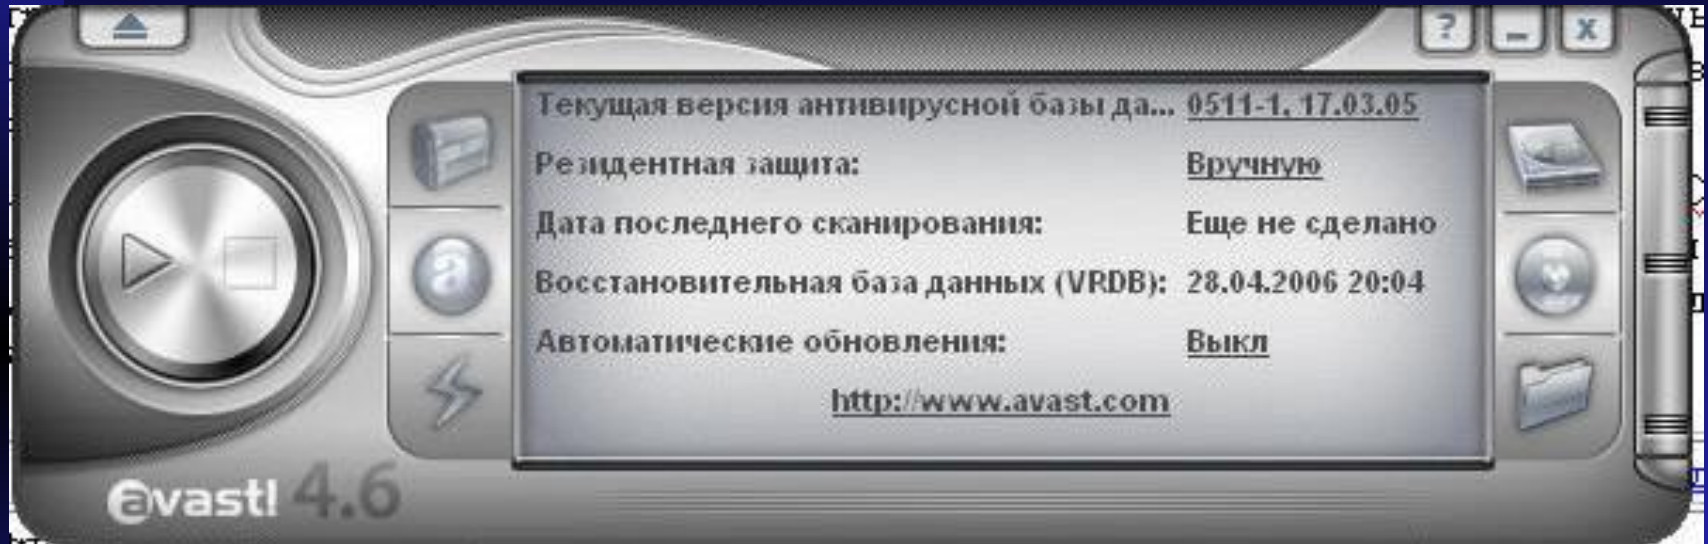 ?
x
Текущая версия антивирусной базы да... 0511-1, 17.03.05
Резидентная защита: Вручную
Дата последнего сканирования: Еще не сделано
Восстановительная база данных (VRDB): 28.04.2006 20:04
Автоматические обновления: Выкл
http://www.avast.com
avast! 4.6